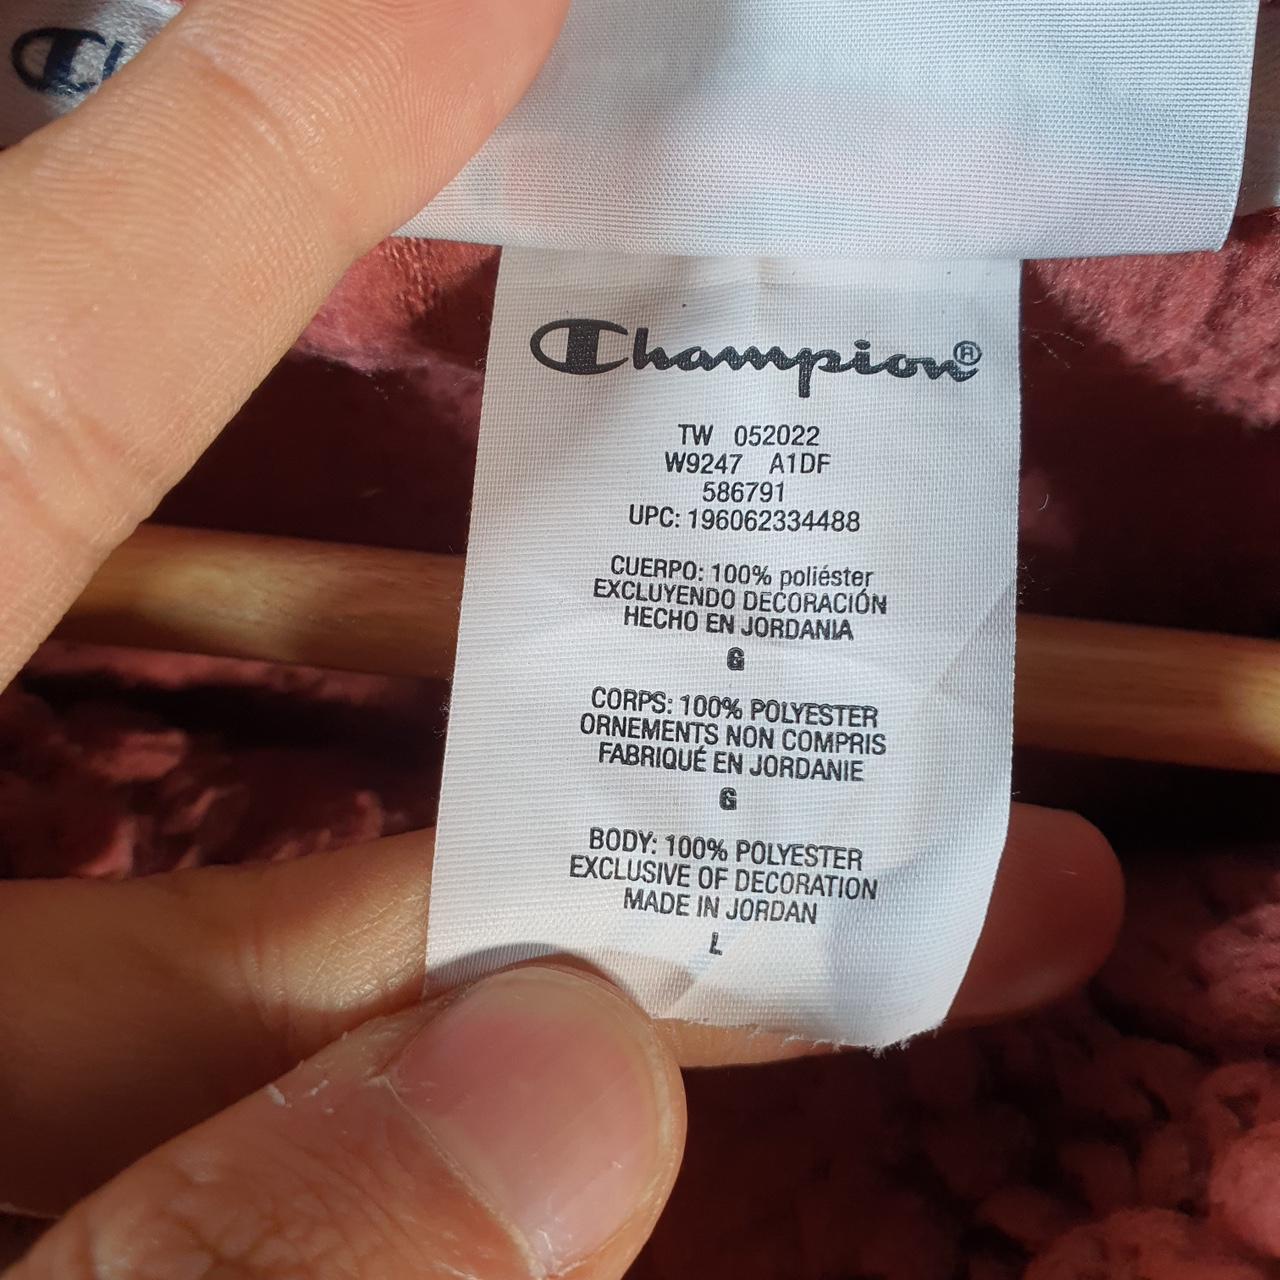 Champion®
TW 052022
W9247 A1DF
586791
UPC: 196062334488
CUERPO: 100% poliéster
EXCLUYENDO DECORACIÓN
HECHO EN JORDANIA
G
CORPS: 100% POLYESTER
ORNEMENTS NON COMPRIS
FABRIQUÉ EN JORDANIE
G
BODY: 100% POLYESTER
EXCLUSIVE OF DECORATION
MADE IN JORDAN
L